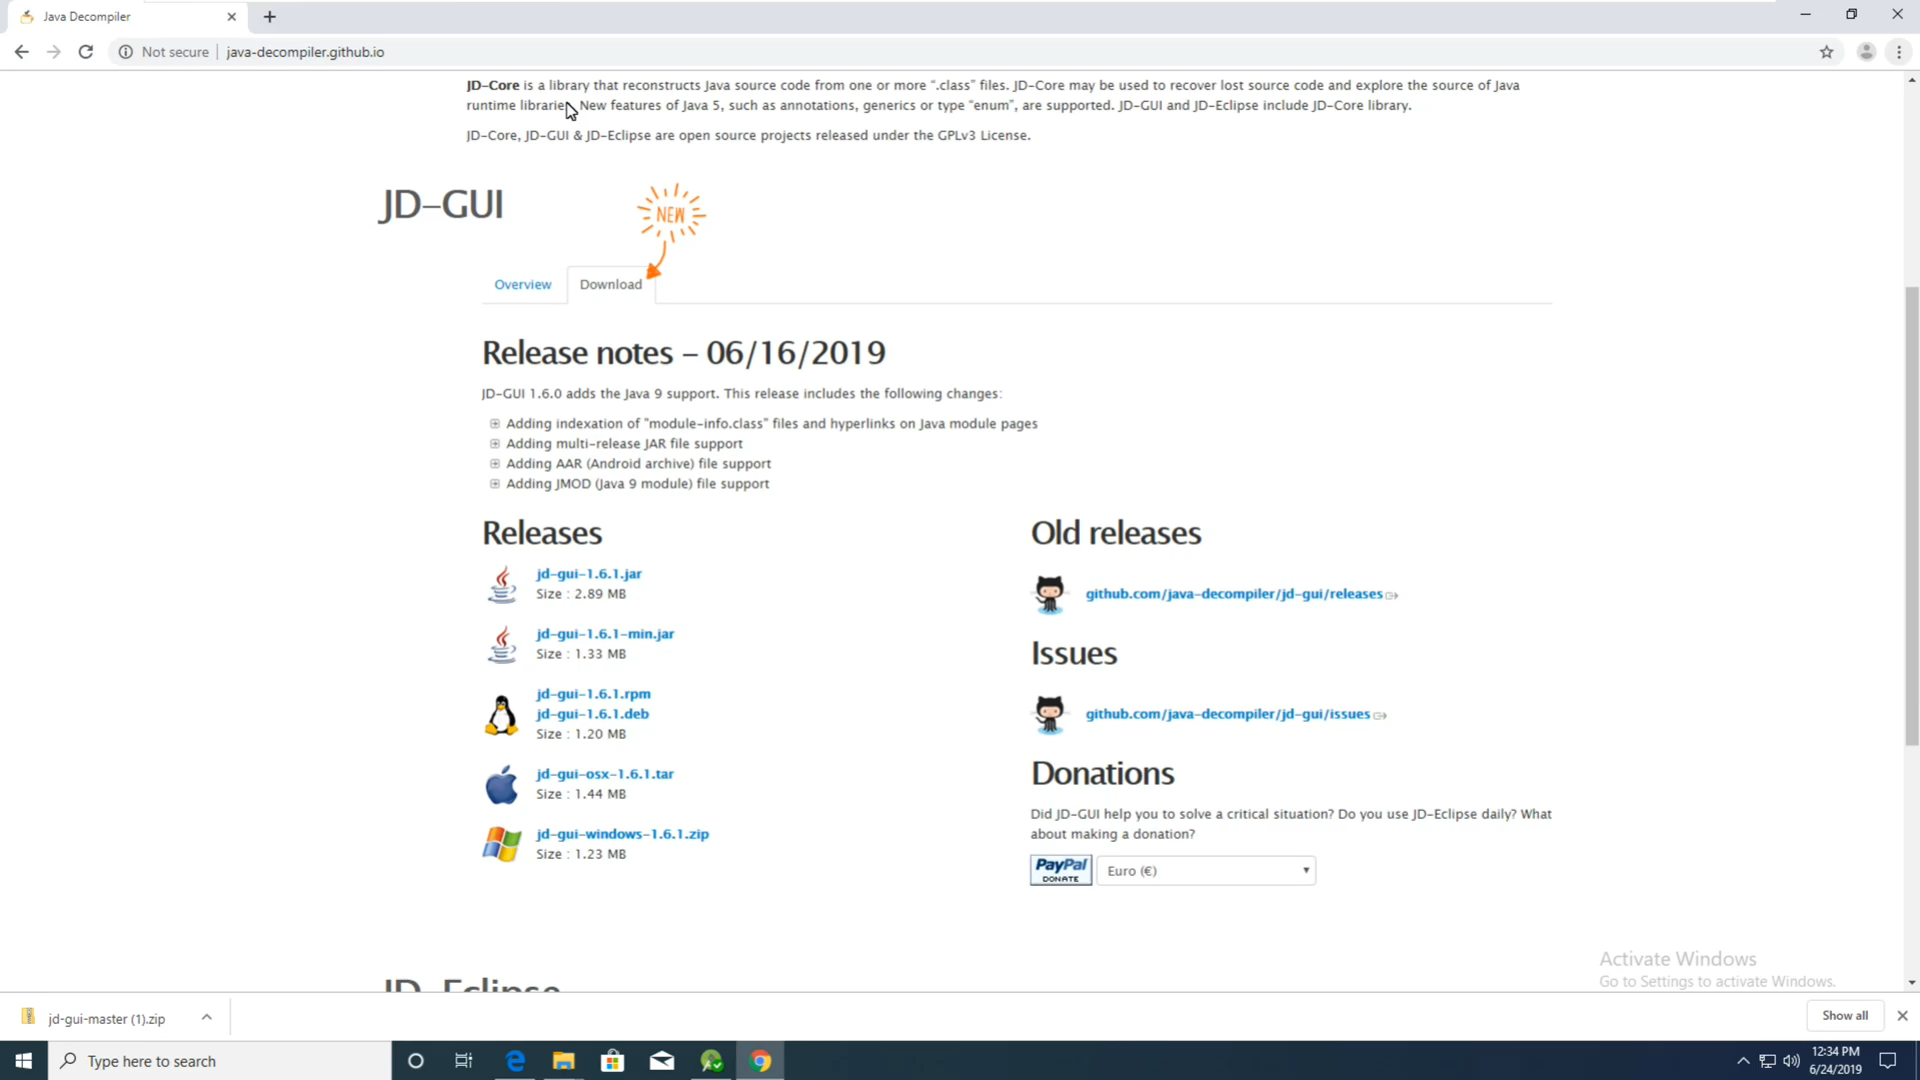 Java Decompiler
Not secure | java-decompiler.github.io
JD-Core is a library that reconstructs Java source code from one or more “.class” files. JD-Core may be used to recover lost source code and explore the source of Java
runtime libraries. New features of Java 5, such as annotations, generics or type “enum”, are supported. JD-GUI and JD-Eclipse include JD-Core library.
JD-Core, JD-GUI & JD-Eclipse are open source projects released under the GPLv3 License.
JD-GUI
NEW
Overview
Download
Release notes – 06/16/2019
JD-GUI 1.6.0 adds the Java 9 support. This release includes the following changes:
Adding indexation of "module-info.class" files and hyperlinks on Java module pages
Adding multi-release JAR file support
Adding AAR (Android archive) file support
Adding JMOD (Java 9 module) file support
Releases
jd-gui-1.6.1.jar
Size : 2.89 MB
jd-gui-1.6.1-min.jar
Size : 1.33 MB
jd-gui-1.6.1.rpm
jd-gui-1.6.1.deb
Size : 1.20 MB
jd-gui-osx-1.6.1.tar
Size : 1.44 MB
jd-gui-windows-1.6.1.zip
Size : 1.23 MB
Old releases
github.com/java-decompiler/jd-gui/releases
Issues
github.com/java-decompiler/jd-gui/issues
Donations
Did JD-GUI help you to solve a critical situation? Do you use JD-Eclipse daily? What
about making a donation?
PayPal
DONATE
Euro (€)
JD-Eclipse
Activate Windows
Go to Settings to activate Windows.
jd-gui-master (1).zip
Show all
Type here to search
12:34 PM
6/24/2019